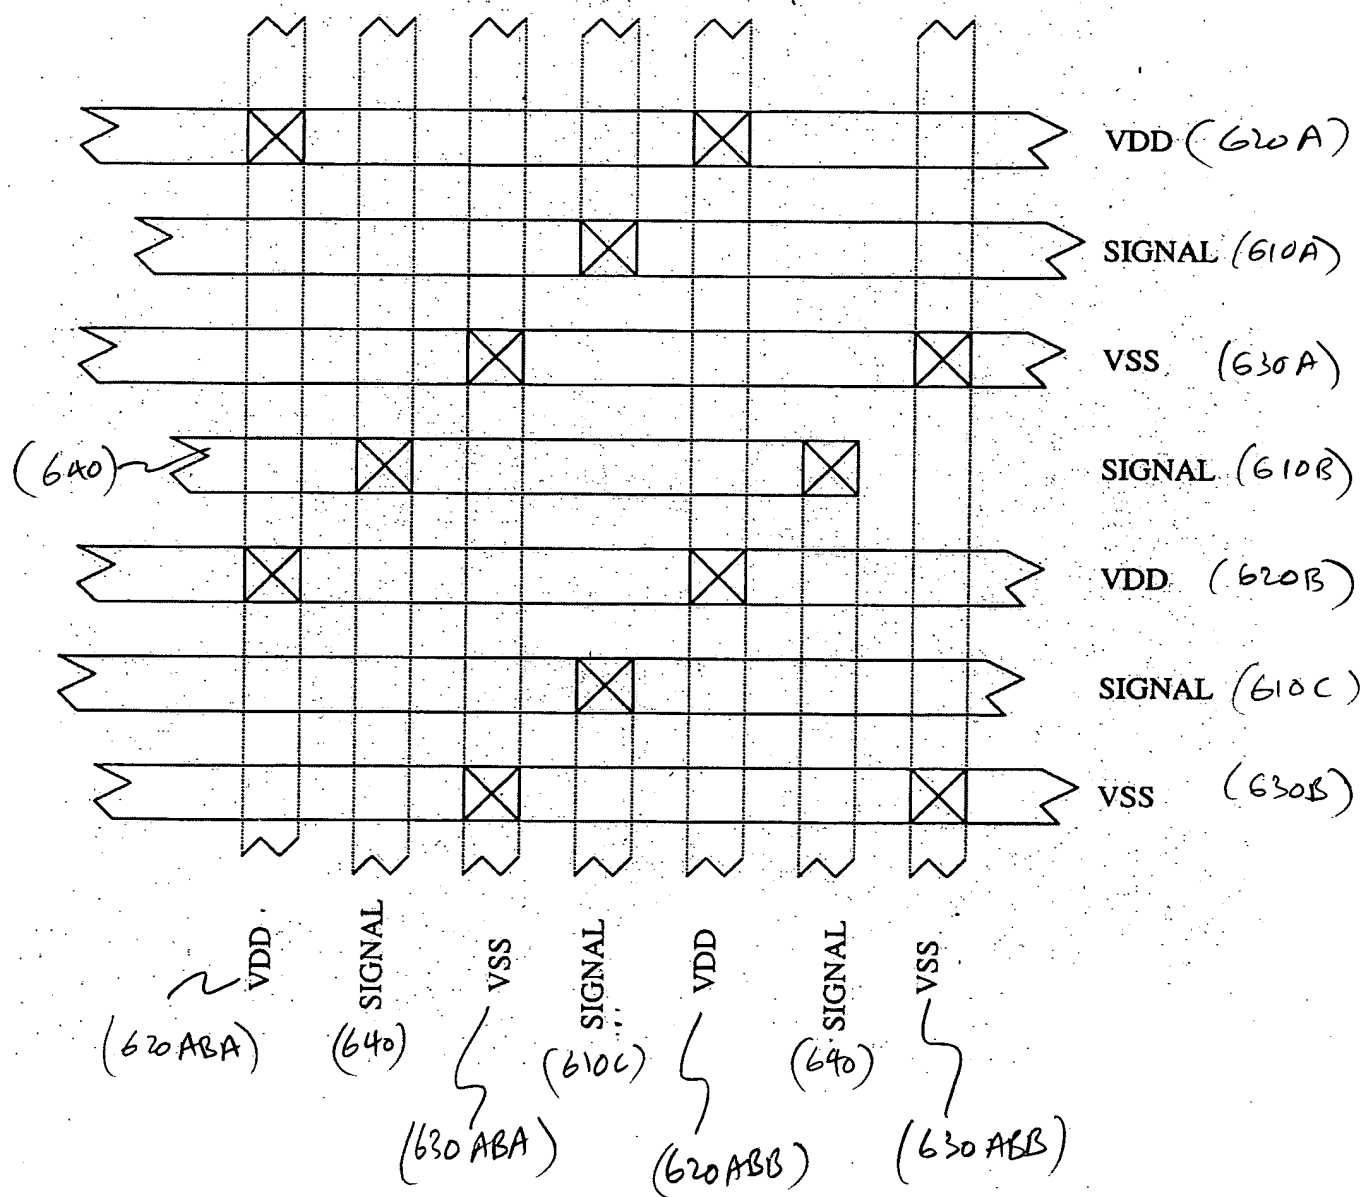 VDD (620A)
SIGNAL (610A)
VSS (630A)
(640)
SIGNAL (610B)
VDD (620B)
SIGNAL (610C)
VSS (630B)
VDD
SIGNAL
VSS
SIGNAL
VDD
SIGNAL
VSS
(620ABA)
(640)
(610C)
(640)
(630ABA)
(620ABB)
(630ABB)